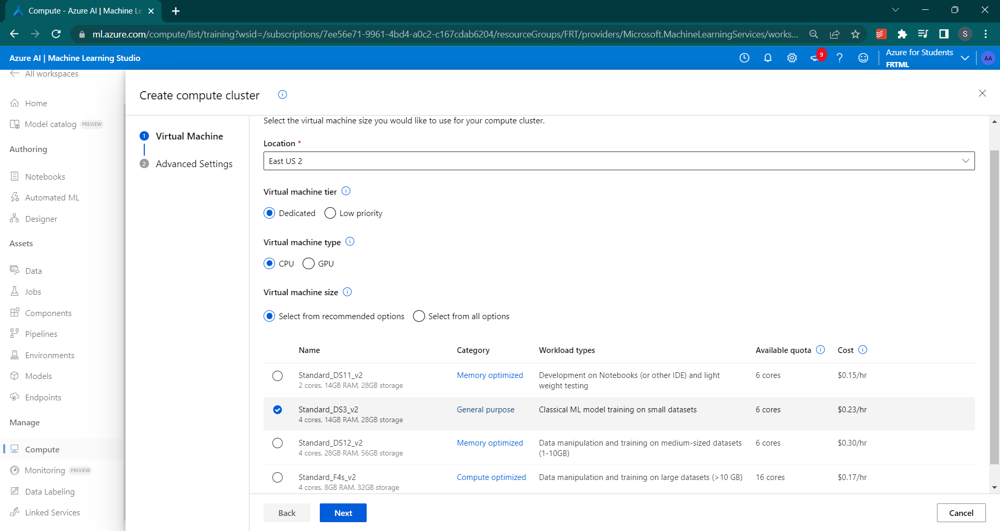 Compute - Azure AI | Machine Le
ml.azure.com/compute/list/training?wsid=/subscriptions/7ee56e71-9961-4bd4-a0c2-c167cdab6204/resourceGroups/FRT/providers/Microsoft.MachineLearningServices/works...
S
Azure AI | Machine Learning Studio
9
Azure for Students
FRTML
AA
All workspaces
Home
Model catalog PREVIEW
Authoring
Notebooks
Automated ML
Designer
Assets
Data
Jobs
Components
Pipelines
Environments
Models
Endpoints
Manage
Compute
Monitoring PREVIEW
Data Labeling
Linked Services
Create compute cluster
1 Virtual Machine
2 Advanced Settings
Select the virtual machine size you would like to use for your compute cluster.
Location *
East US 2
Virtual machine tier
Dedicated Low priority
Virtual machine type
CPU GPU
Virtual machine size
Select from recommended options Select from all options
Name Category Workload types Available quota Cost
Standard_DS11_v2 Memory optimized Development on Notebooks (or other IDE) and light 6 cores $0.15/hr
2 cores, 14GB RAM, 28GB storage weight testing
Standard_DS3_v2 General purpose Classical ML model training on small datasets 6 cores $0.23/hr
4 cores, 14GB RAM, 28GB storage
Standard_DS12_v2 Memory optimized Data manipulation and training on medium-sized datasets 6 cores $0.30/hr
4 cores, 28GB RAM, 56GB storage (1-10GB)
Standard_F4s_v2 Compute optimized Data manipulation and training on large datasets (>10 GB) 16 cores $0.17/hr
4 cores, 8GB RAM, 32GB storage
Back Next Cancel